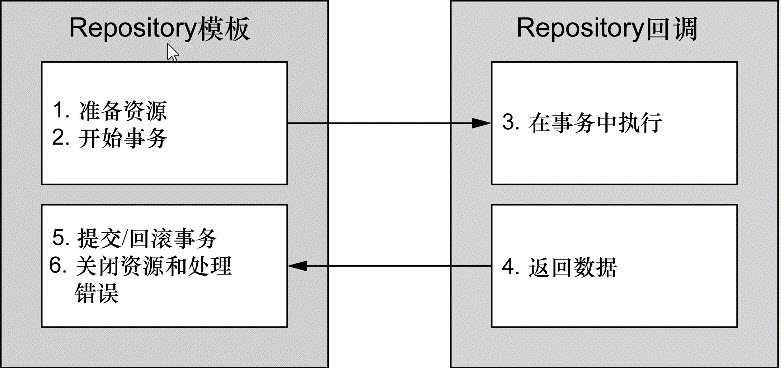 Repository模板
1. 准备资源
2. 开始事务
5. 提交/回滚事务
6. 关闭资源和处理
错误
Repository回调
3. 在事务中执行
4. 返回数据